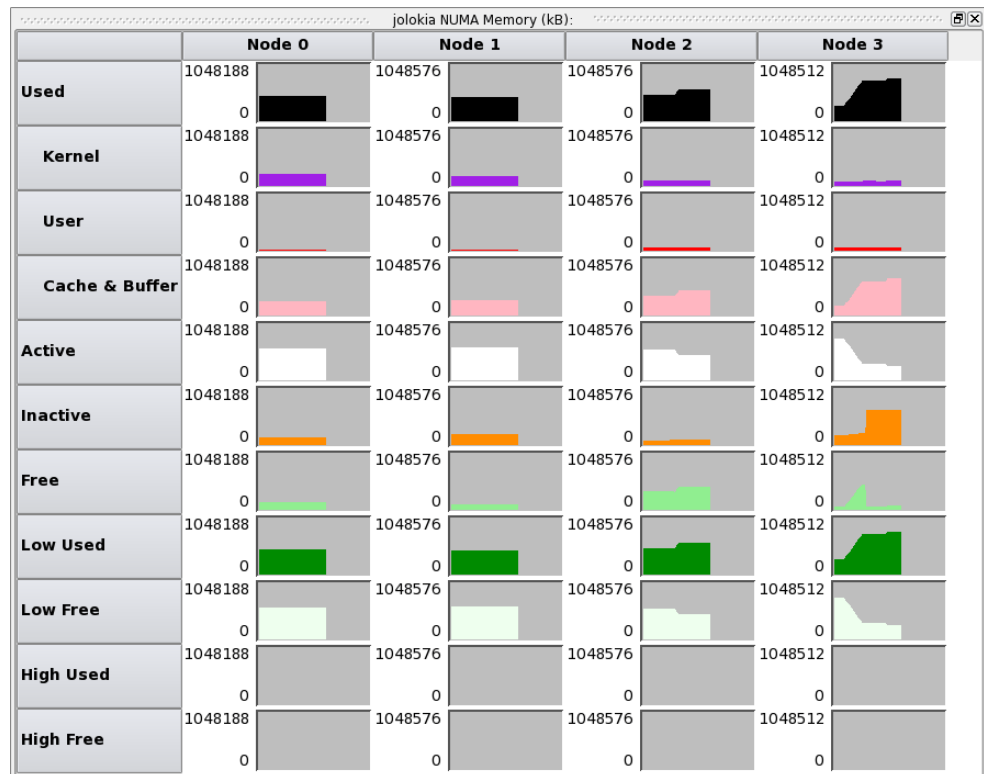 jolokia NUMA Memory (kB):
Node 0 Node 1 Node 2 Node 3
Used 1048188 1048576 1048576 1048512
0 0 0 0
Kernel 1048188 1048576 1048576 1048512
0 0 0 0
User 1048188 1048576 1048576 1048512
0 0 0 0
Cache & Buffer 1048188 1048576 1048576 1048512
0 0 0 0
Active 1048188 1048576 1048576 1048512
0 0 0 0
Inactive 1048188 1048576 1048576 1048512
0 0 0 0
Free 1048188 1048576 1048576 1048512
0 0 0 0
Low Used 1048188 1048576 1048576 1048512
0 0 0 0
Low Free 1048188 1048576 1048576 1048512
0 0 0 0
High Used 1048188 1048576 1048576 1048512
0 0 0 0
High Free 1048188 1048576 1048576 1048512
0 0 0 0